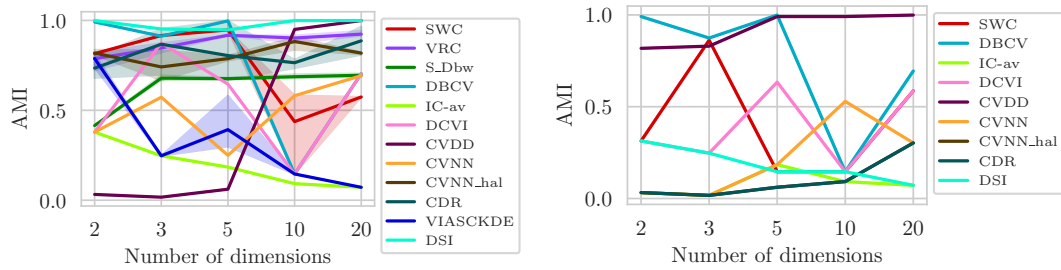 1.0
0.5
0.0
AMI
2 3 5 10 20
Number of dimensions
SWC
VRC
S_Dbw
DBCV
IC-av
DCVI
CVDD
CVNN
CVNN_hal
CDR
VIASCKDE
DSI
1.0
0.5
0.0
AMI
2 3 5 10 20
Number of dimensions
SWC
DBCV
IC-av
DCVI
CVDD
CVNN
CVNN_hal
CDR
DSI